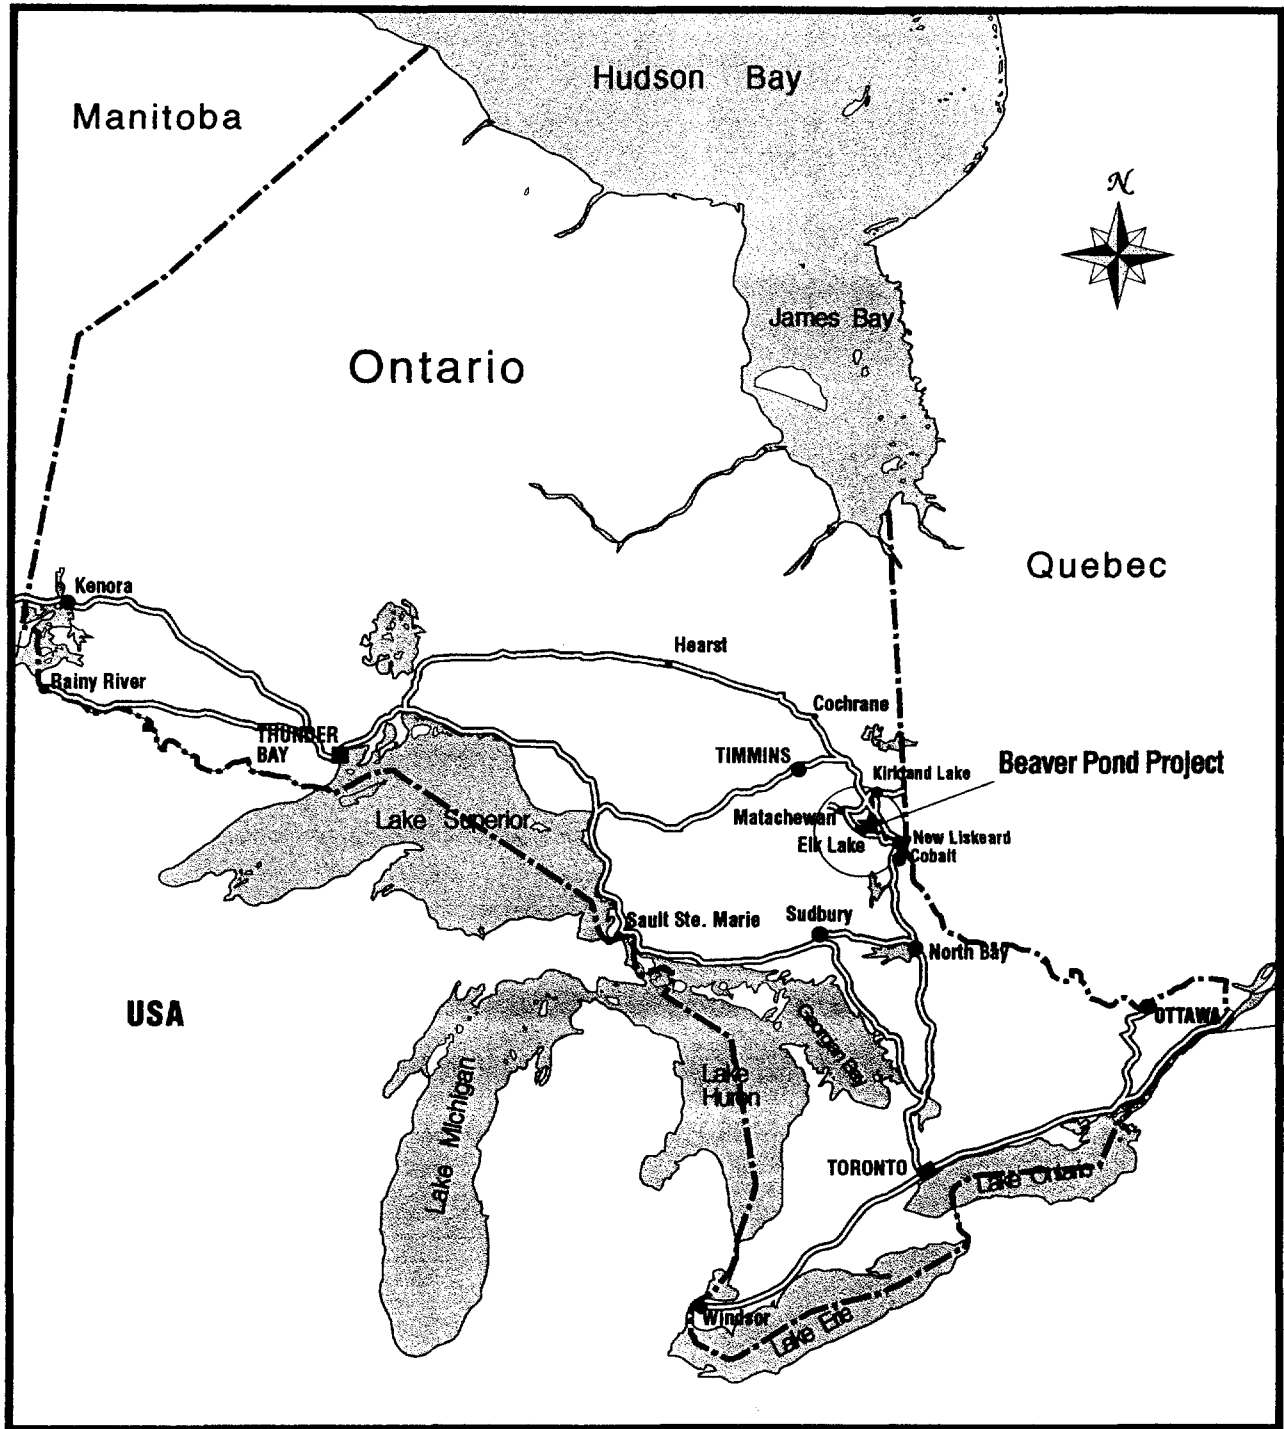 Hudson Bay
Manitoba
N
James Bay
Ontario
Quebec
Kenora
Hearst
Rainy River
Cochrane
THUNDER
BAY
TIMMINS
Beaver Pond Project
Kirkland Lake
Matachewan
Lake Superior
Elk Lake
New Liskeard
Cobalt
Sault Ste. Marie
Sudbury
North Bay
USA
OTTAWA
Georgian Bay
Lake
Huron
Lake Michigan
TORONTO
Lake Ontario
Windsor
Lake Erie